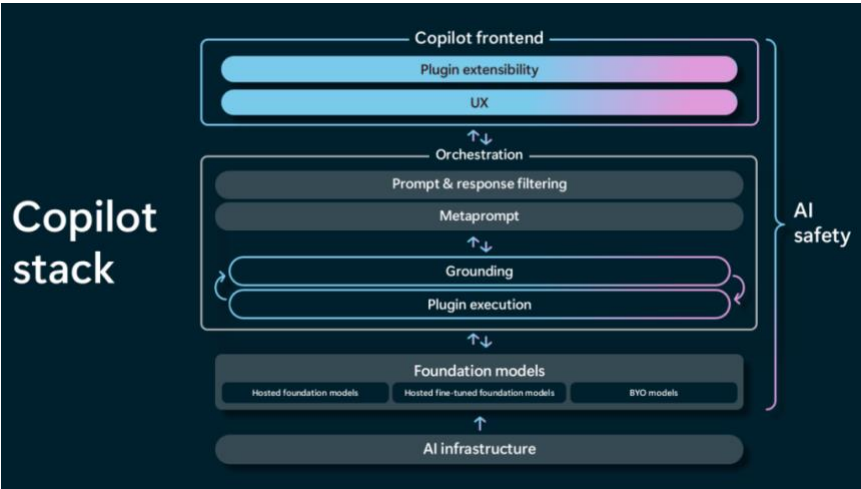 Copilot
stack
Copilot frontend
Plugin extensibility
UX
Orchestration
Prompt & response filtering
Metaprompt
Grounding
Plugin execution
Foundation models
Hosted foundation models
Hosted fine-tuned foundation models
BYO models
AI infrastructure
AI
safety